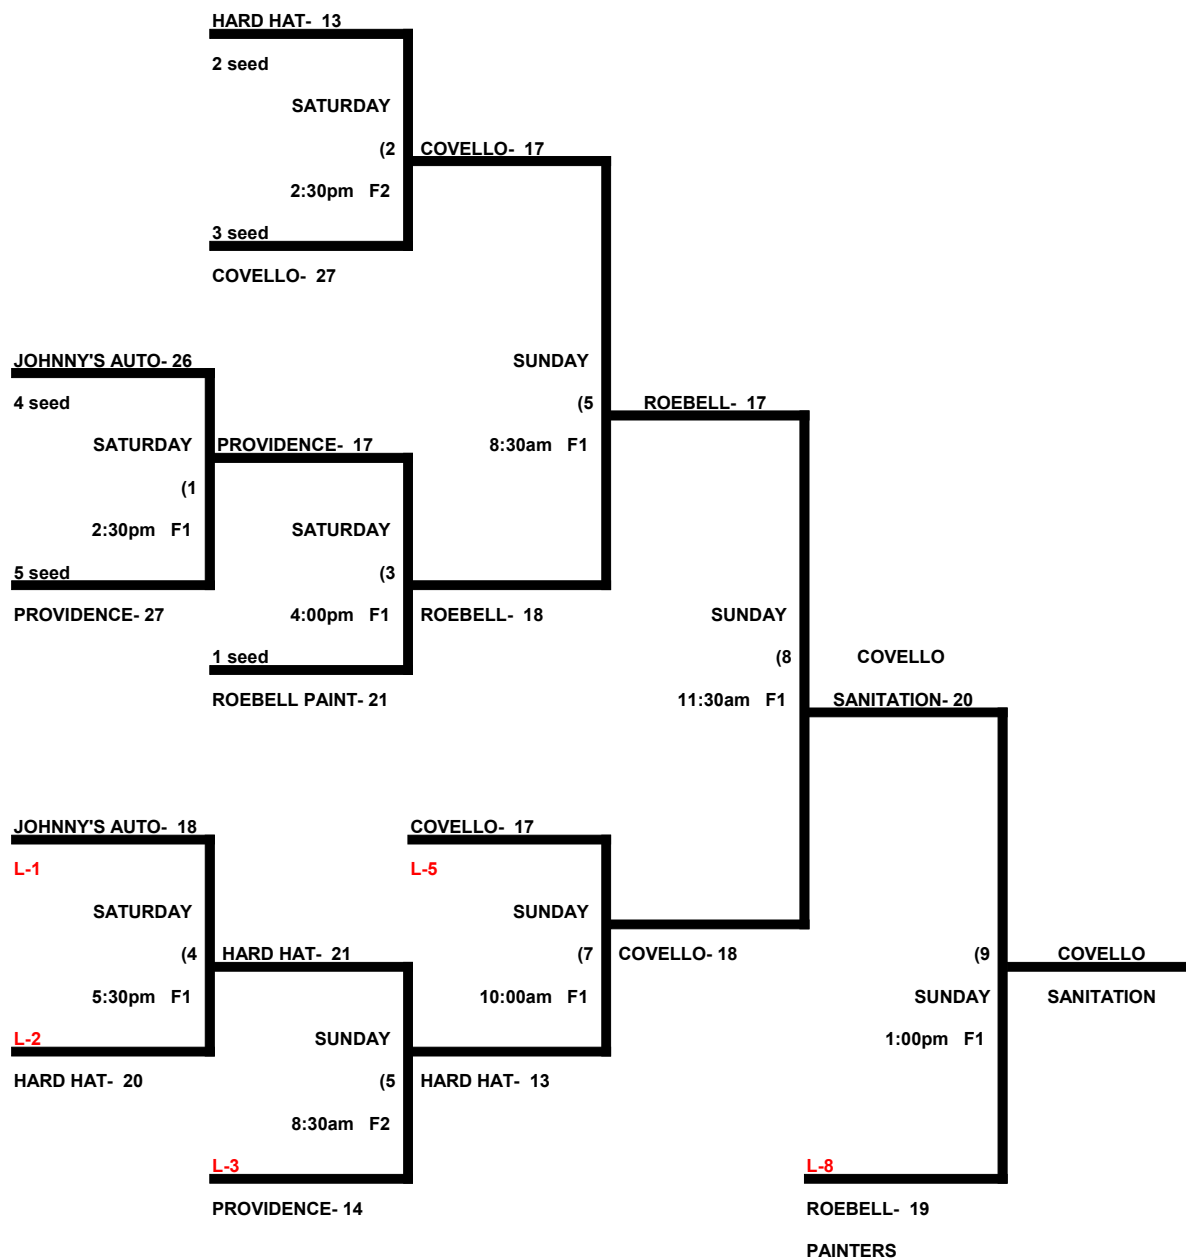 HARD HAT- 13
2 seed
SATURDAY
(2
COVELLO- 17
2:30pm F2
3 seed
COVELLO- 27
JOHNNY'S AUTO- 26
SUNDAY
4 seed
(5
ROEBELL- 17
SATURDAY
PROVIDENCE- 17
8:30am F1
(1
2:30pm F1
SATURDAY
5 seed
(3
PROVIDENCE- 27
4:00pm F1
ROEBELL- 18
SUNDAY
1 seed
(8
COVELLO
ROEBELL PAINT- 21
11:30am F1
SANITATION- 20
JOHNNY'S AUTO- 18
COVELLO- 17
L-1
L-5
SATURDAY
SUNDAY
(4
HARD HAT- 21
(7
COVELLO- 18
(9
COVELLO
5:30pm F1
10:00am F1
SUNDAY
SANITATION
L-2
SUNDAY
1:00pm F1
HARD HAT- 20
(5
HARD HAT- 13
8:30am F2
L-3
L-8
PROVIDENCE- 14
ROEBELL- 19
PAINTERS